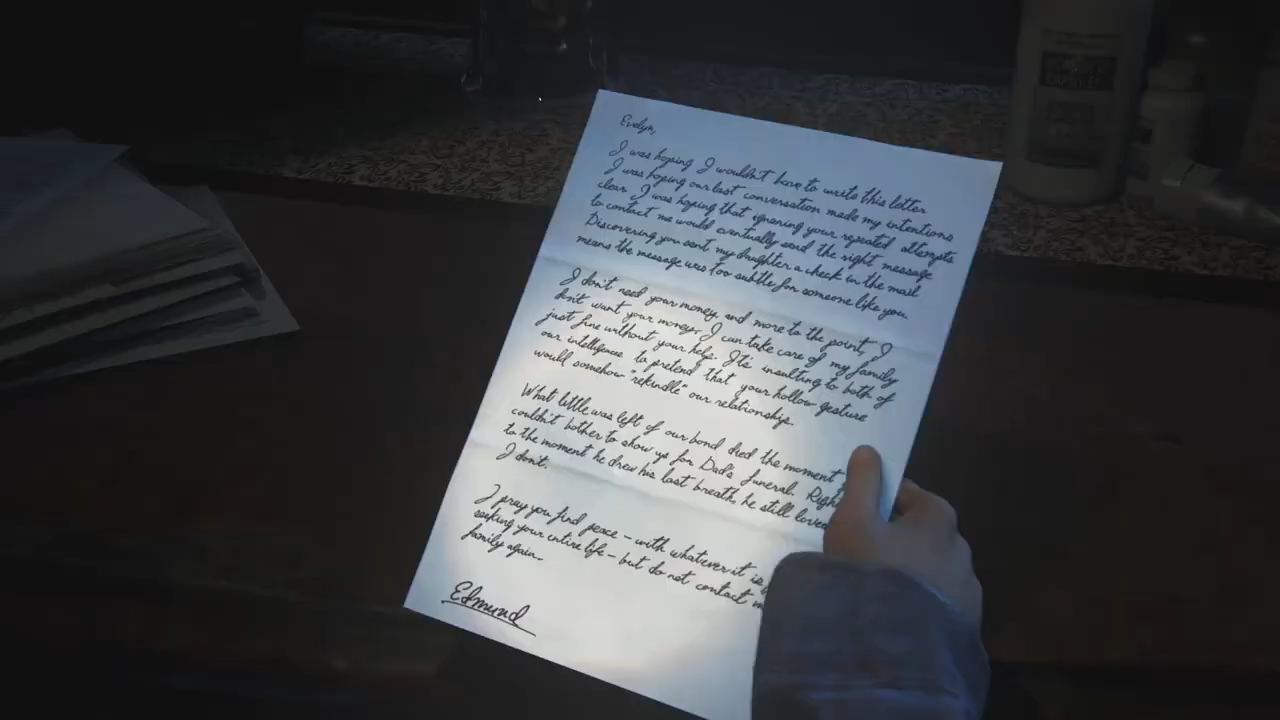 Evelyn,
I was hoping I wouldn't have to write this letter
I was hoping our last conversation made my intentions
clear. I was hoping that ignoring your repeated attempts
to contact me would eventually send the right message
Discovering you sent my daughter a check in the mail
means the message was too subtle for someone like you.
I don't need your money, and more to the point, I
don't want your money. I can take care of my family
just fine without your help. It's insulting to both of
our intelligences to pretend that your hollow gesture
would somehow "rekindle" our relationship.
What little was left of our bond died the moment
couldn't bother to show up for Dad's funeral. Right
to the moment he drew his last breath, he still loved
I don't.
I pray you find peace – with whatever it is
seeking your entire life – but do not contact
family again.
Edmund